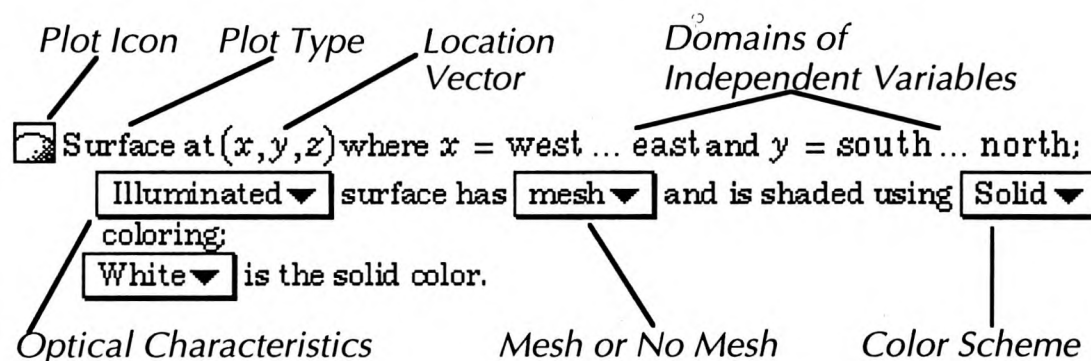 Plot Icon Plot Type Location Vector Domains of Independent Variables
Surface at (x,y,z) where x = west ... east and y = south ... north;
Illuminated surface has mesh and is shaded using Solid
coloring;
White is the solid color.
Optical Characteristics Mesh or No Mesh Color Scheme